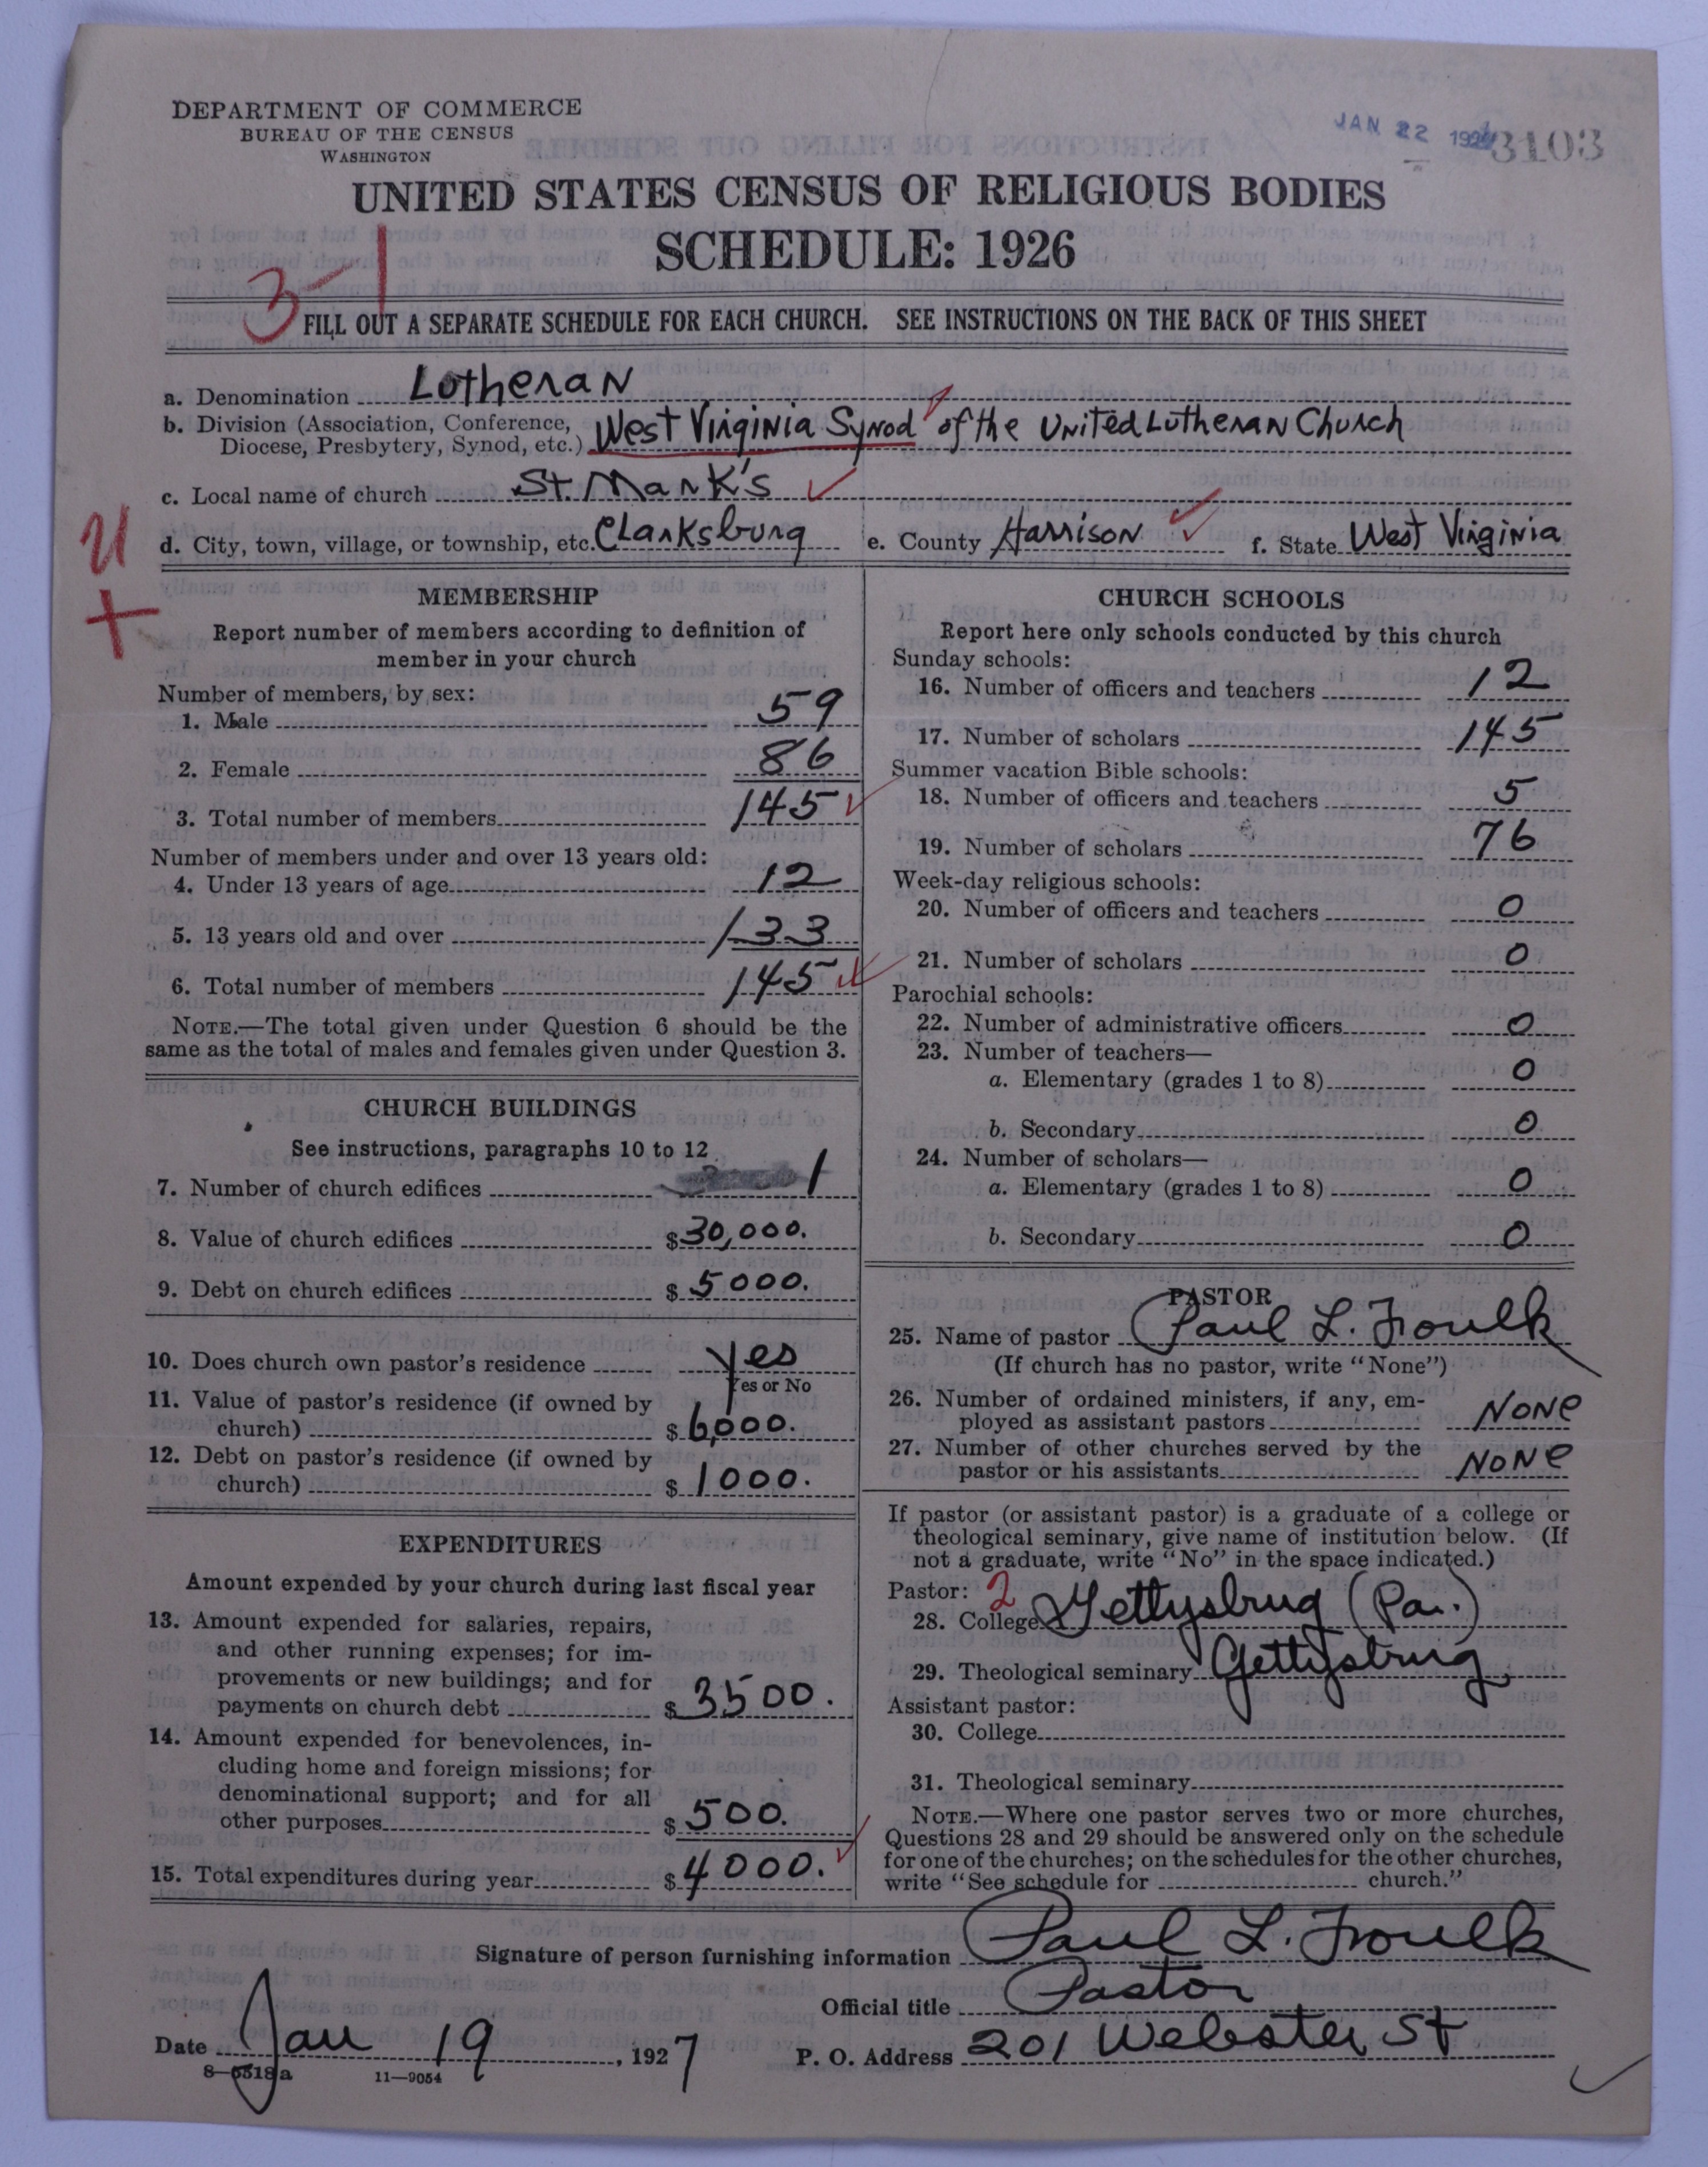 DEPARTMENT OF COMMERCE
BUREAU OF THE CENSUS
WASHINGTON
JAN 22
3103
UNITED STATES CENSUS OF RELIGIOUS BODIES
SCHEDULE: 1926
3-1
FILL OUT A SEPARATE SCHEDULE FOR EACH CHURCH. SEE INSTRUCTIONS ON THE BACK OF THIS SHEET
a. Denomination Lutheran
b. Division (Association, Conference,
Diocese, Presbytery, Synod, etc.) West Virginia Synod of the United Lutheran Church
c. Local name of church St. Mark's
d. City, town, village, or township, etc. Clarksburg e. County Harrison f. State West Virginia
MEMBERSHIP
Report number of members according to definition of
member in your church
Number of members, by sex:
1. Male 59
2. Female 86
3. Total number of members 145
Number of members under and over 13 years old:
4. Under 13 years of age 12
5. 13 years old and over 133
6. Total number of members 145
NOTE.—The total given under Question 6 should be the
same as the total of males and females given under Question 3.
CHURCH BUILDINGS
See instructions, paragraphs 10 to 12
7. Number of church edifices 1
8. Value of church edifices $30,000.
9. Debt on church edifices $5000.
10. Does church own pastor's residence yes
Yes or No
11. Value of pastor's residence (if owned by
church) $6,000.
12. Debt on pastor's residence (if owned by
church) $1000.
EXPENDITURES
Amount expended by your church during last fiscal year
13. Amount expended for salaries, repairs,
and other running expenses; for im-
provements or new buildings; and for
payments on church debt $3500.
14. Amount expended for benevolences, in-
cluding home and foreign missions; for
denominational support; and for all
other purposes $500.
15. Total expenditures during year $4000.
CHURCH SCHOOLS
Report here only schools conducted by this church
Sunday schools:
16. Number of officers and teachers 12
17. Number of scholars 145
Summer vacation Bible schools:
18. Number of officers and teachers 5
19. Number of scholars 76
Week-day religious schools:
20. Number of officers and teachers 0
21. Number of scholars 0
Parochial schools:
22. Number of administrative officers 0
23. Number of teachers—
a. Elementary (grades 1 to 8) 0
b. Secondary 0
24. Number of scholars—
a. Elementary (grades 1 to 8) 0
b. Secondary 0
PASTOR
25. Name of pastor Paul L. Froulk
(If church has no pastor, write "None")
26. Number of ordained ministers, if any, em-
ployed as assistant pastors None
27. Number of other churches served by the
pastor or his assistants None
If pastor (or assistant pastor) is a graduate of a college or
theological seminary, give name of institution below. (If
not a graduate, write "No" in the space indicated.)
Pastor: 2
28. College Gettysbrug (Pa.)
29. Theological seminary Gettysbrug
Assistant pastor:
30. College
31. Theological seminary
NOTE.—Where one pastor serves two or more churches,
Questions 28 and 29 should be answered only on the schedule
for one of the churches; on the schedules for the other churches,
write "See schedule for church."
Signature of person furnishing information Paul L. Froulk
Official title Pastor
Date Jan 19, 1927 P. O. Address 201 Webster St
11—9054